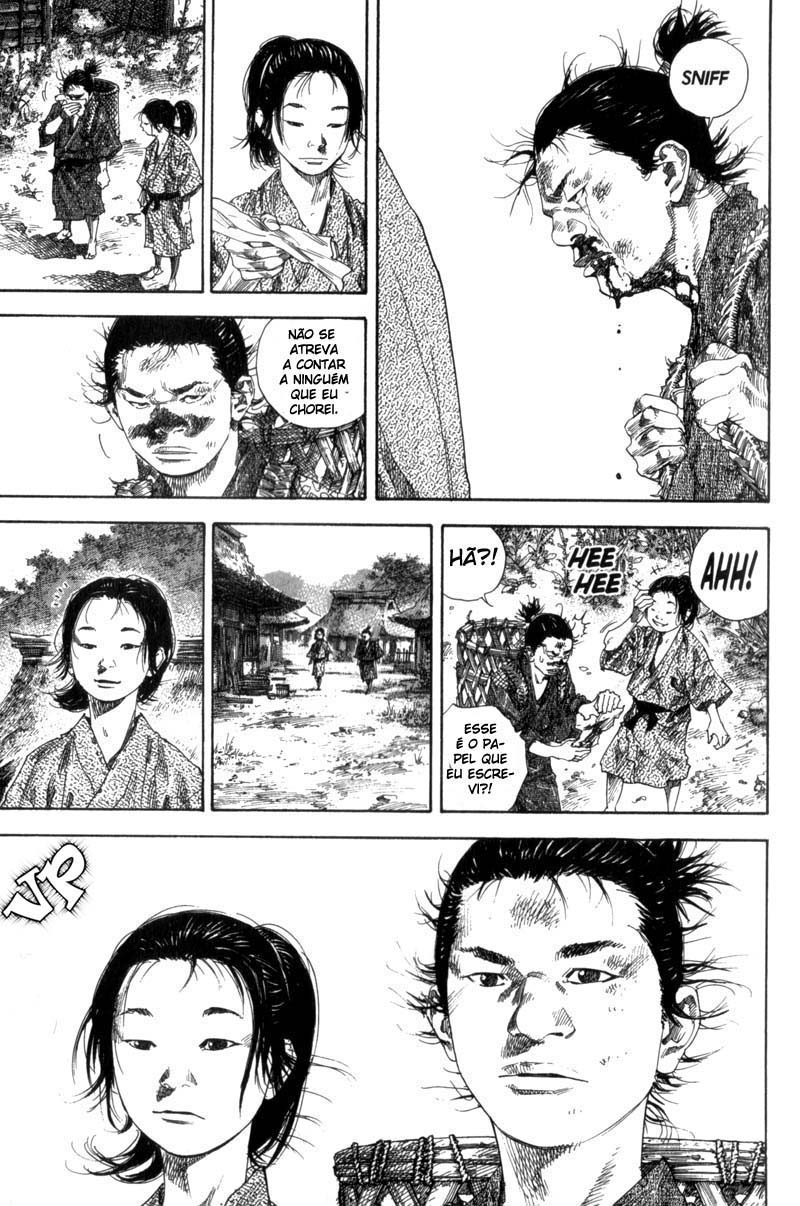 SNIFF
NÃO SE
ATREVA
A CONTAR
A NINGUÉM
QUE EU
CHOREI.
AHH!
HEE
HEE
HÃ?!
ESSE
É O PA-
PEL QUE
EU ESCRE-
VI?!
VP